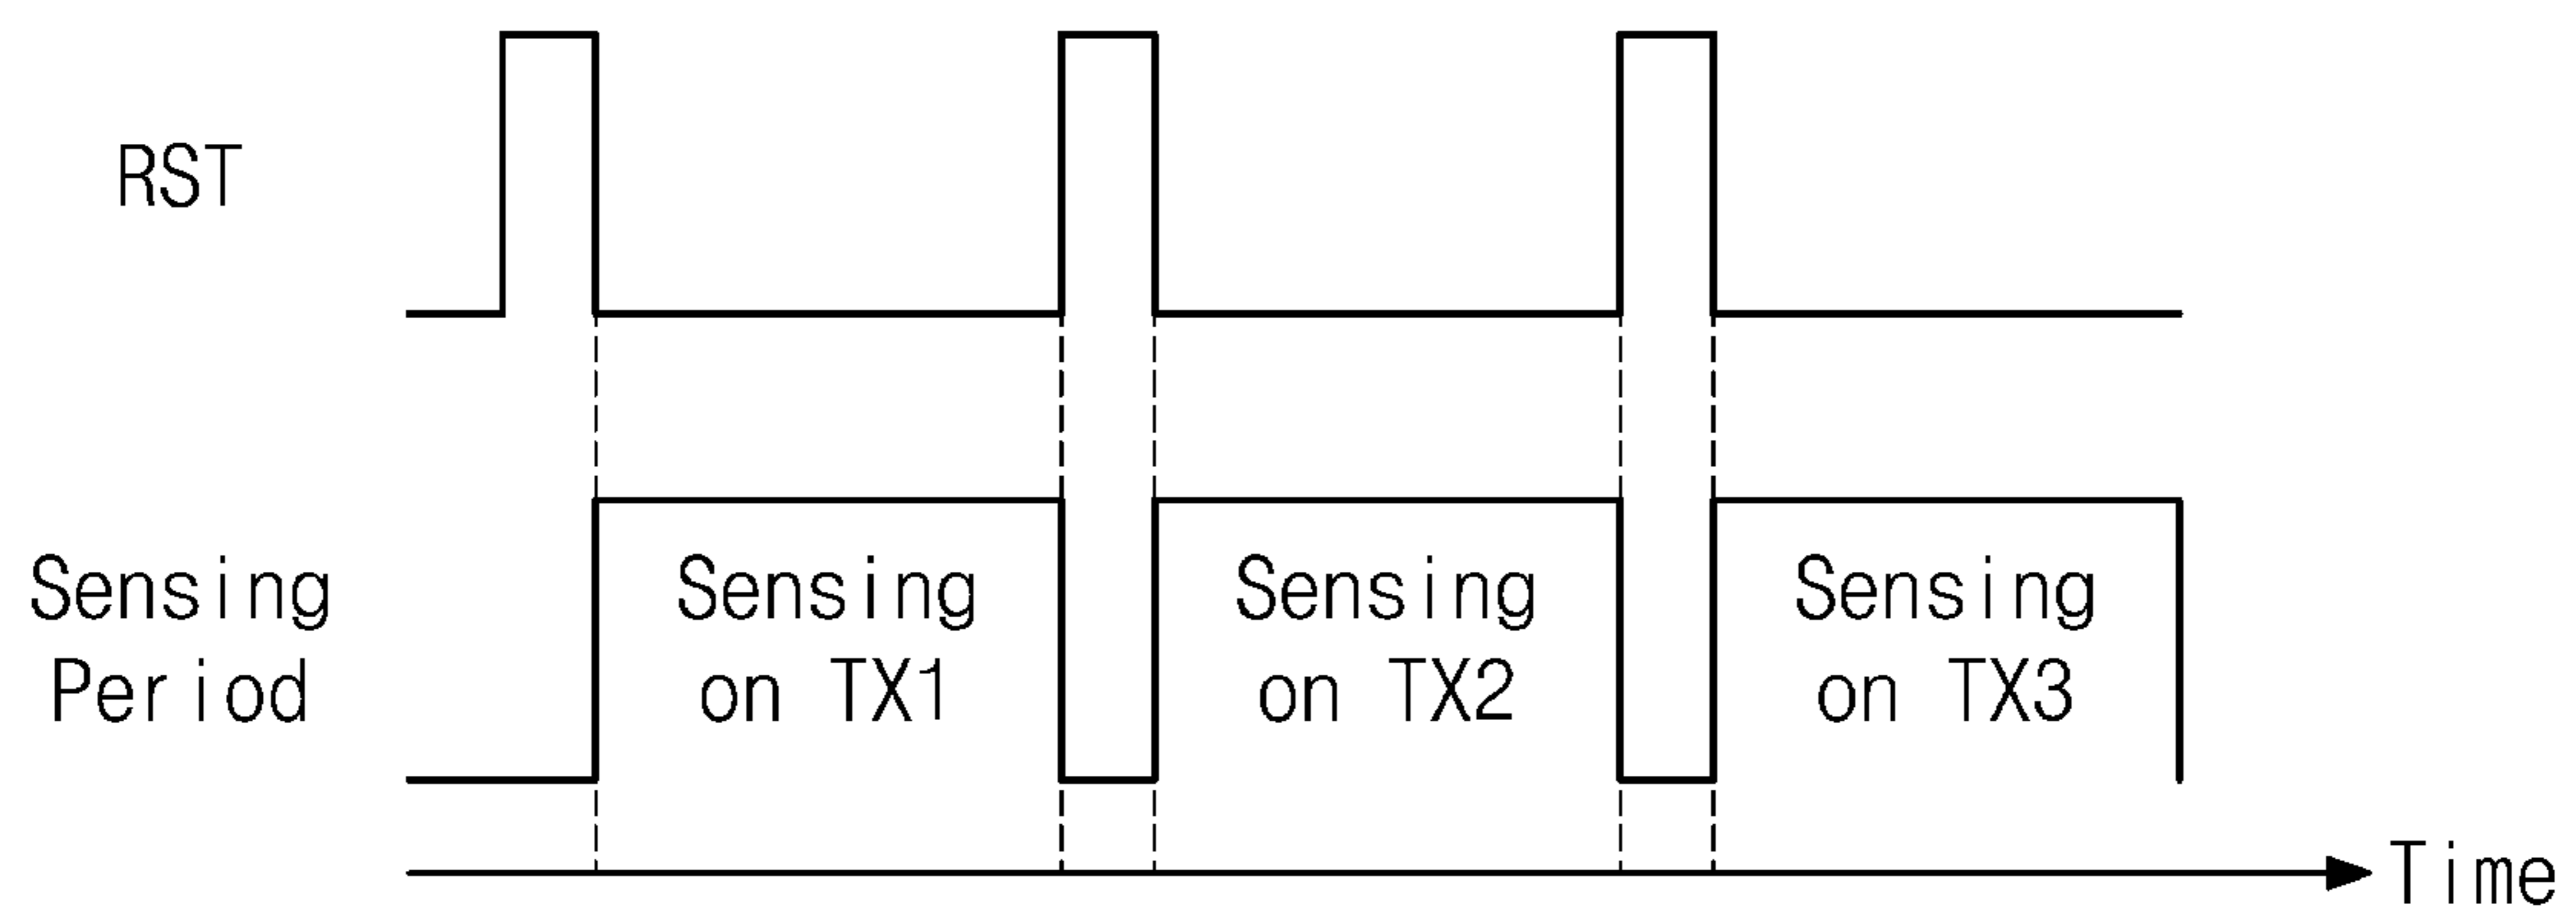 RST
Sensing
Period
Sensing
on TX1
Sensing
on TX2
Sensing
on TX3
Time